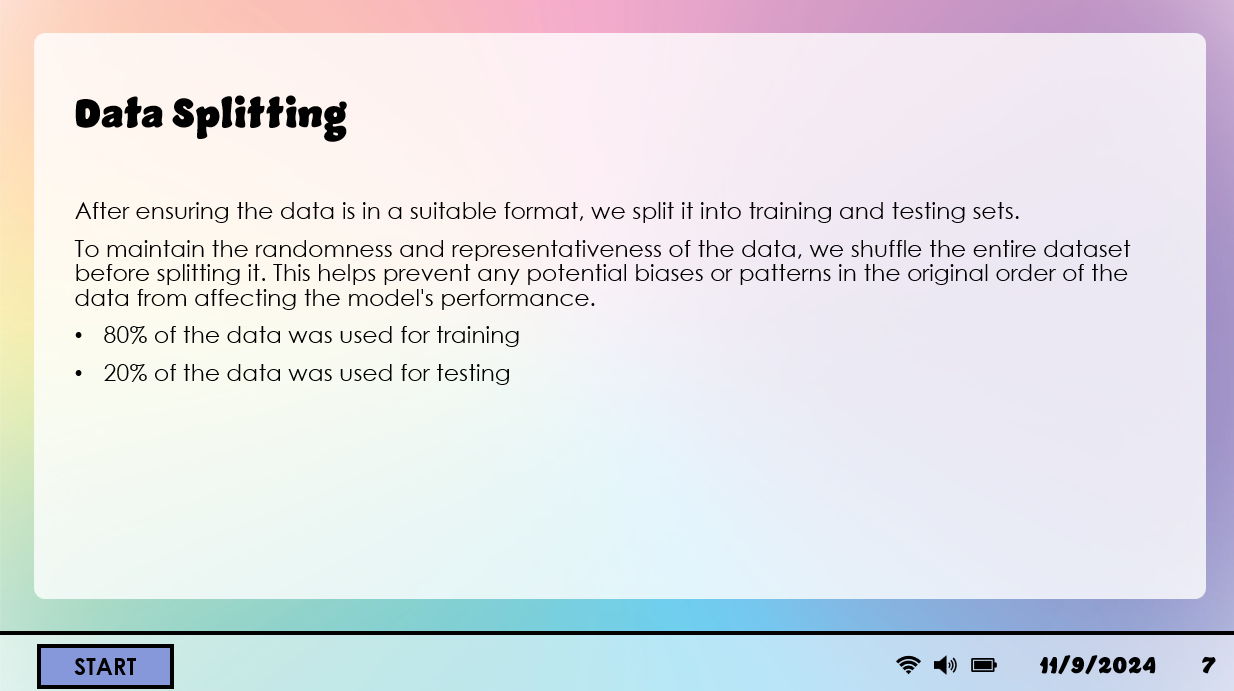 Data Splitting
After ensuring the data is in a suitable format, we split it into training and testing sets.
To maintain the randomness and representativeness of the data, we shuffle the entire dataset
before splitting it. This helps prevent any potential biases or patterns in the original order of the
data from affecting the model's performance.
• 80% of the data was used for training
• 20% of the data was used for testing
START
11/9/2024
7